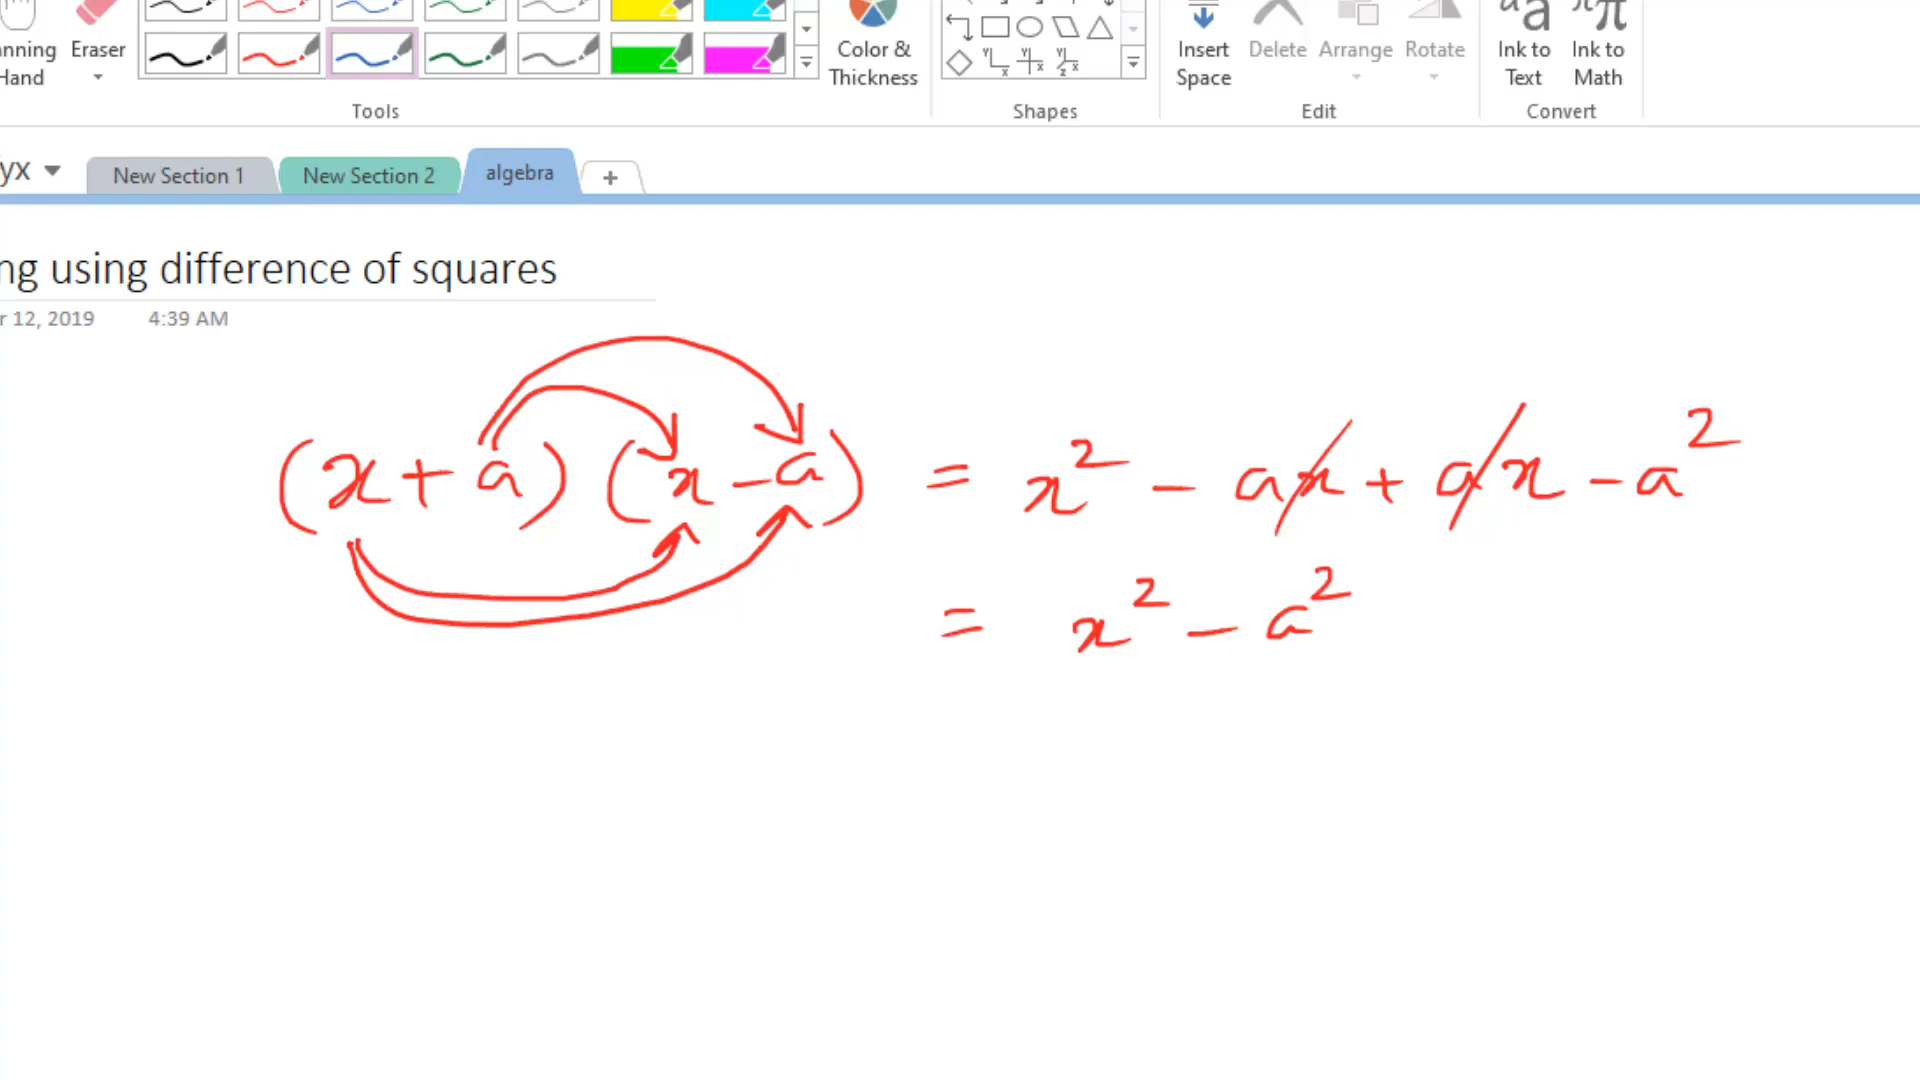 anning Hand
Eraser
Color & Thickness
Insert Space
Delete
Arrange
Rotate
Ink to Text
Ink to Math
Tools
Shapes
Edit
Convert
yx
New Section 1
New Section 2
algebra
+
ng using difference of squares
r 12, 2019 4:39 AM
(x+a)(x-a) = x² - ax + ax - a²
= x² - a²